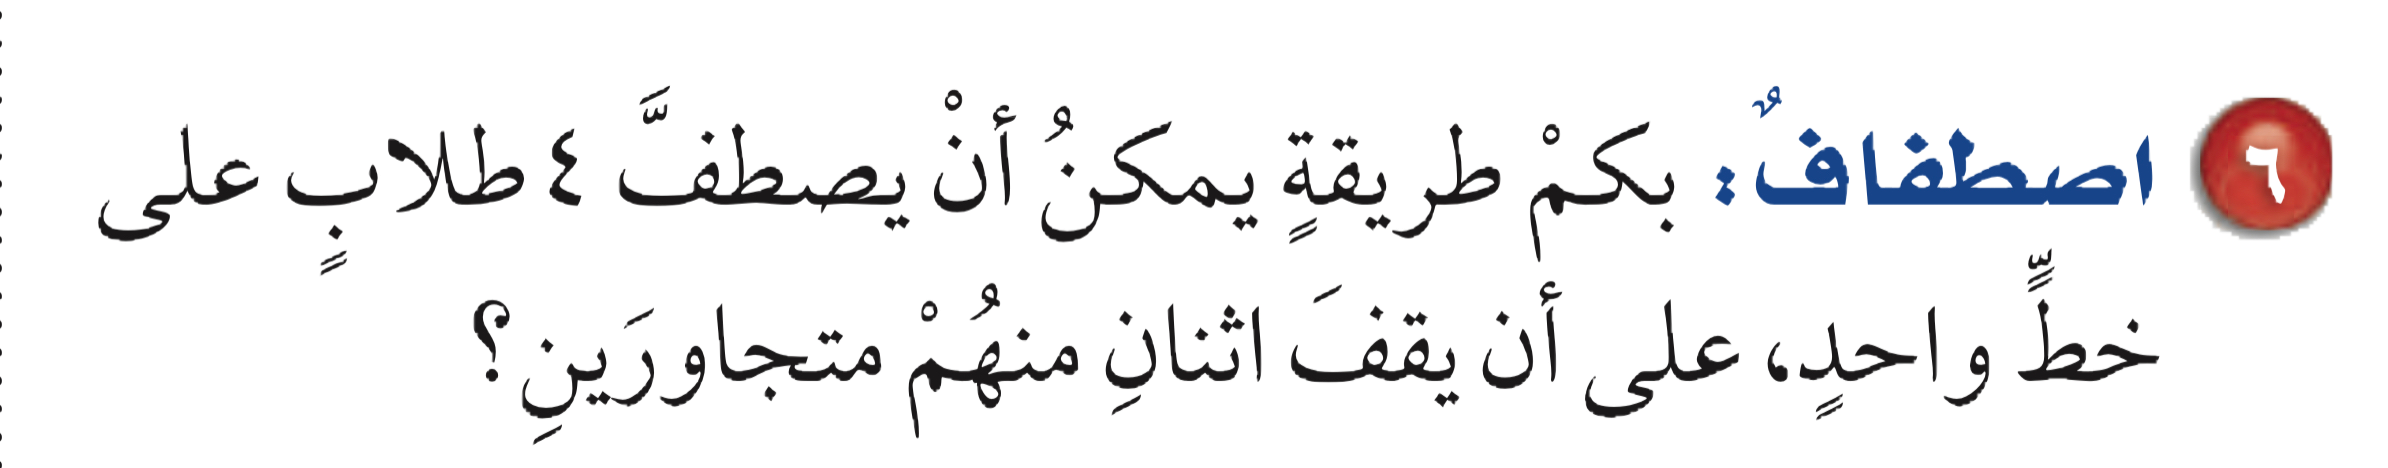 ٦ اصطفافٌ: بكمْ طريقةٍ يمكنُ أنْ يصطفَّ ٤ طلابٍ على
خطٍّ واحدٍ، على أن يقفَ اثنانِ منهُمْ متجاورَينِ؟